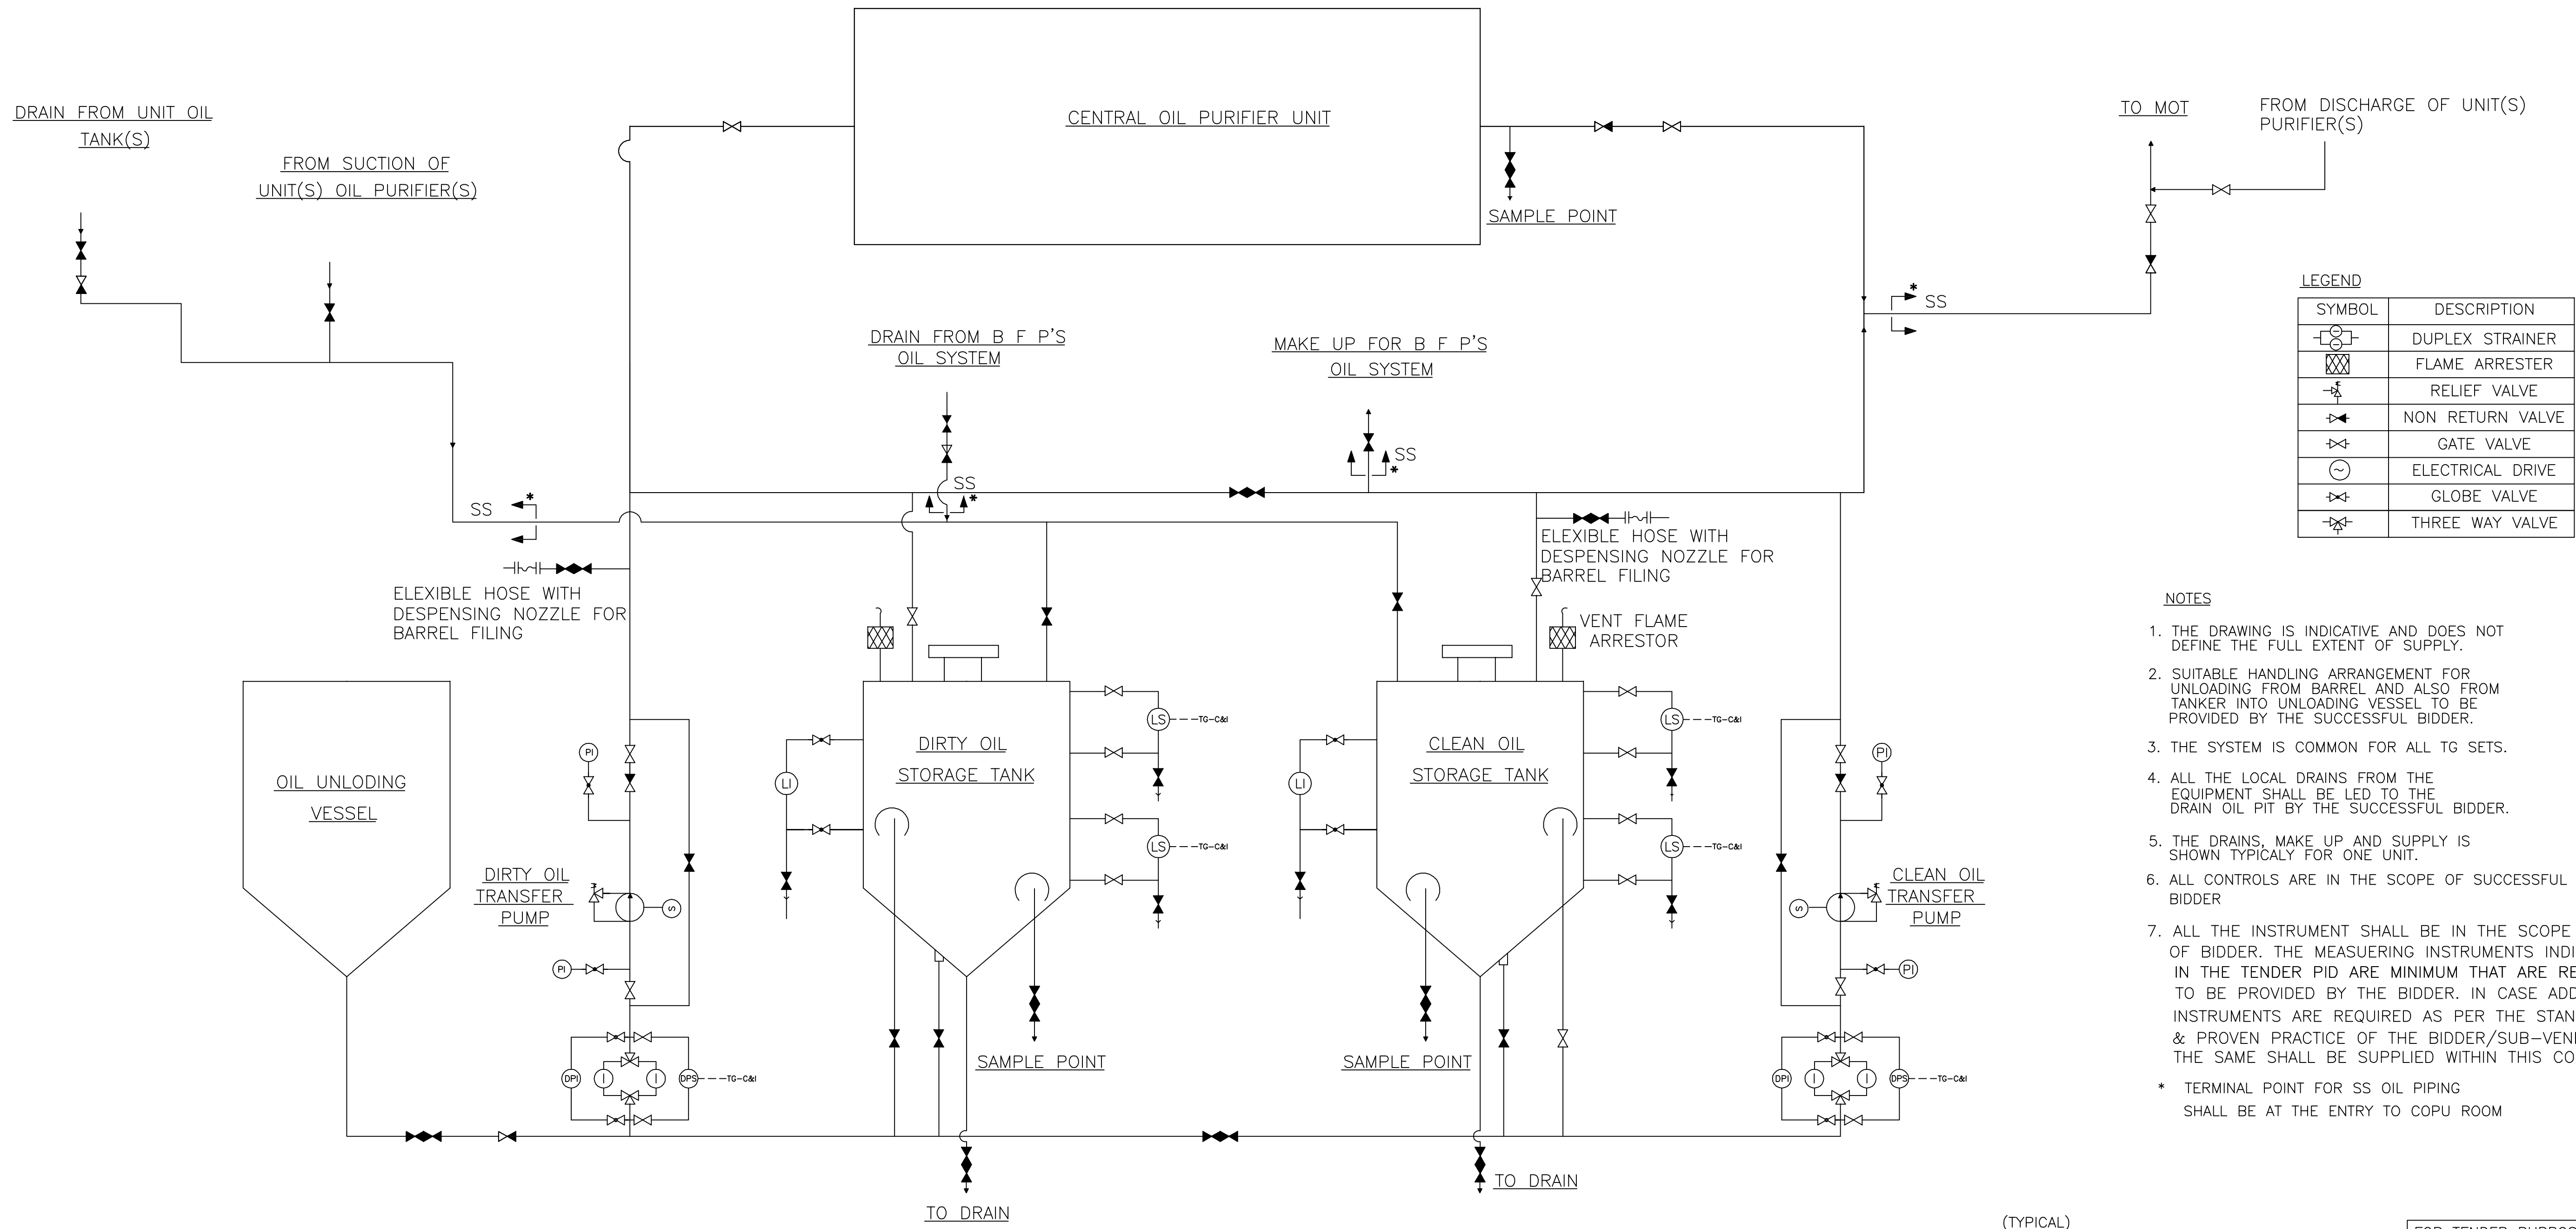 CENTRAL OIL PURIFIER UNIT
DRAIN FROM UNIT OIL
TANK(S)
FROM SUCTION OF
UNIT(S) OIL PURIFIER(S)
SAMPLE POINT
TO MOT
FROM DISCHARGE OF UNIT(S)
PURIFIER(S)
* SS
DRAIN FROM B F P'S
OIL SYSTEM
MAKE UP FOR B F P'S
OIL SYSTEM
SS
*
SS
*
SS *
ELEXIBLE HOSE WITH
DESPENSING NOZZLE FOR
BARREL FILING
ELEXIBLE HOSE WITH
DESPENSING NOZZLE FOR
BARREL FILING
VENT FLAME
ARRESTOR
OIL UNLODING
VESSEL
PI
DIRTY OIL
TRANSFER
PUMP
S
PI
DPI
I
I
DPS
TG-C&I
LI
DIRTY OIL
STORAGE TANK
LS
TG-C&I
LS
TG-C&I
SAMPLE POINT
TO DRAIN
LI
CLEAN OIL
STORAGE TANK
LS
TG-C&I
LS
TG-C&I
SAMPLE POINT
TO DRAIN
PI
CLEAN OIL
TRANSFER
PUMP
S
PI
DPI
I
I
DPS
TG-C&I
LEGEND
SYMBOL DESCRIPTION
DUPLEX STRAINER
FLAME ARRESTER
RELIEF VALVE
NON RETURN VALVE
GATE VALVE
ELECTRICAL DRIVE
GLOBE VALVE
THREE WAY VALVE
NOTES
1. THE DRAWING IS INDICATIVE AND DOES NOT
DEFINE THE FULL EXTENT OF SUPPLY.
2. SUITABLE HANDLING ARRANGEMENT FOR
UNLOADING FROM BARREL AND ALSO FROM
TANKER INTO UNLOADING VESSEL TO BE
PROVIDED BY THE SUCCESSFUL BIDDER.
3. THE SYSTEM IS COMMON FOR ALL TG SETS.
4. ALL THE LOCAL DRAINS FROM THE
EQUIPMENT SHALL BE LED TO THE
DRAIN OIL PIT BY THE SUCCESSFUL BIDDER.
5. THE DRAINS, MAKE UP AND SUPPLY IS
SHOWN TYPICALY FOR ONE UNIT.
6. ALL CONTROLS ARE IN THE SCOPE OF SUCCESSFUL
BIDDER
7. ALL THE INSTRUMENT SHALL BE IN THE SCOPE
OF BIDDER. THE MEASUERING INSTRUMENTS INDI
IN THE TENDER PID ARE MINIMUM THAT ARE RE
TO BE PROVIDED BY THE BIDDER. IN CASE ADD
INSTRUMENTS ARE REQUIRED AS PER THE STAN
& PROVEN PRACTICE OF THE BIDDER/SUB-VEN
THE SAME SHALL BE SUPPLIED WITHIN THIS CO
* TERMINAL POINT FOR SS OIL PIPING
SHALL BE AT THE ENTRY TO COPU ROOM
(TYPICAL)
FOR TENDER